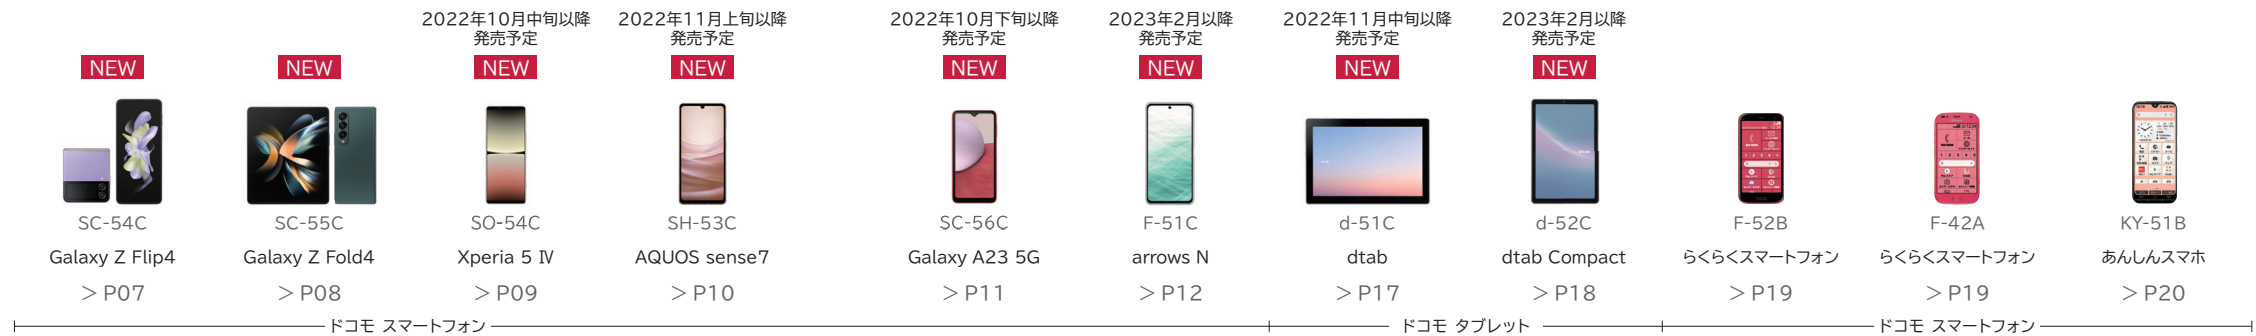 2022年10月中旬以降
発売予定
2022年11月上旬以降
発売予定
2022年10月下旬以降
発売予定
2023年2月以降
発売予定
2022年11月中旬以降
発売予定
2023年2月以降
発売予定
NEW
NEW
NEW
NEW
NEW
NEW
NEW
NEW
SC-54C
Galaxy Z Flip4
＞P07
SC-55C
Galaxy Z Fold4
＞P08
SO-54C
Xperia 5 Ⅳ
＞P09
SH-53C
AQUOS sense7
＞P10
SC-56C
Galaxy A23 5G
＞P11
F-51C
arrows N
＞P12
d-51C
dtab
＞P17
d-52C
dtab Compact
＞P18
F-52B
らくらくスマートフォン
＞P19
F-42A
らくらくスマートフォン
＞P19
KY-51B
あんしんスマホ
＞P20
ドコモ スマートフォン
ドコモ タブレット
ドコモ スマートフォン